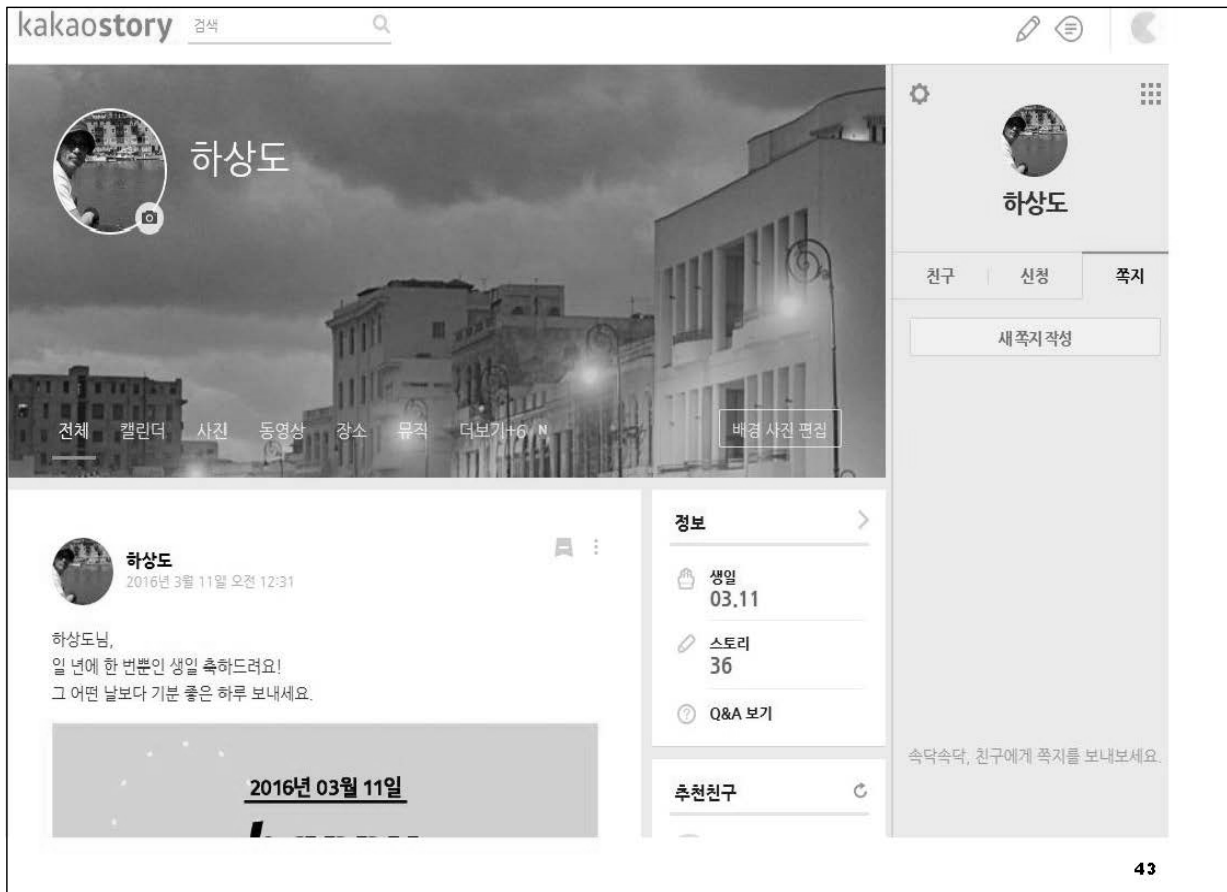 kakaostory 검색
하상도
전체 캘린더 사진 동영상 장소 뮤직 더보기+6 N
배경 사진 편집
하상도
2016년 3월 11일 오전 12:31
하상도님,
일 년에 한 번뿐인 생일 축하드려요!
그 어떤 날보다 기분 좋은 하루 보내세요.
2016년 03월 11일
정보
생일
03.11
스토리
36
Q&A 보기
추천친구
하상도
친구 신청 쪽지
새 쪽지 작성
속닥속닥, 친구에게 쪽지를 보내보세요.
43